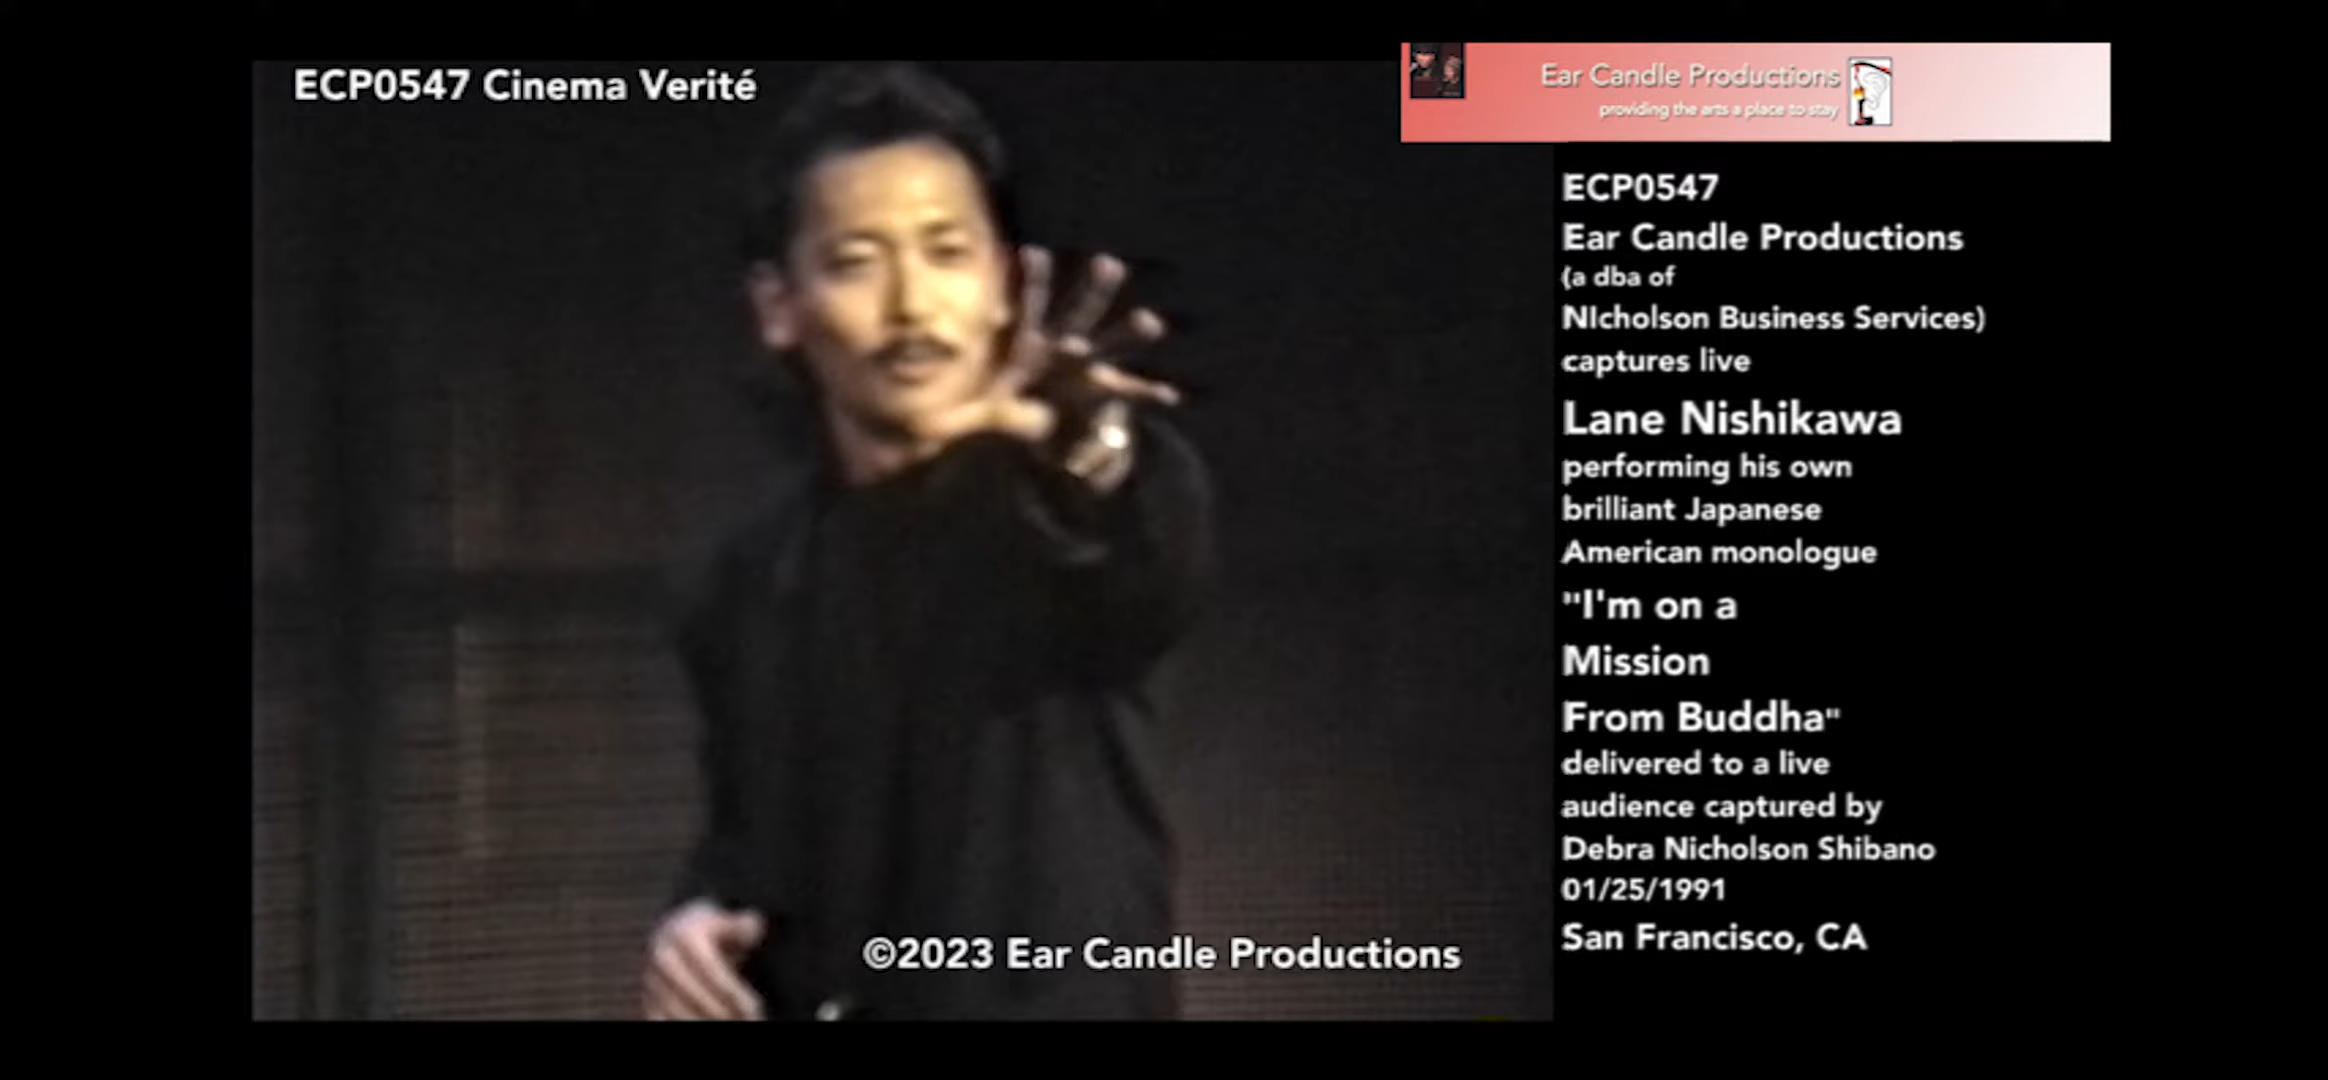 ECP0547 Cinema Verité
Ear Candle Productions
providing the arts a place to stay
ECP0547
Ear Candle Productions
(a dba of
NIcholson Business Services)
captures live
Lane Nishikawa
performing his own
brilliant Japanese
American monologue
"I'm on a
Mission
From Buddha"
delivered to a live
audience captured by
Debra Nicholson Shibano
01/25/1991
San Francisco, CA
©2023 Ear Candle Productions